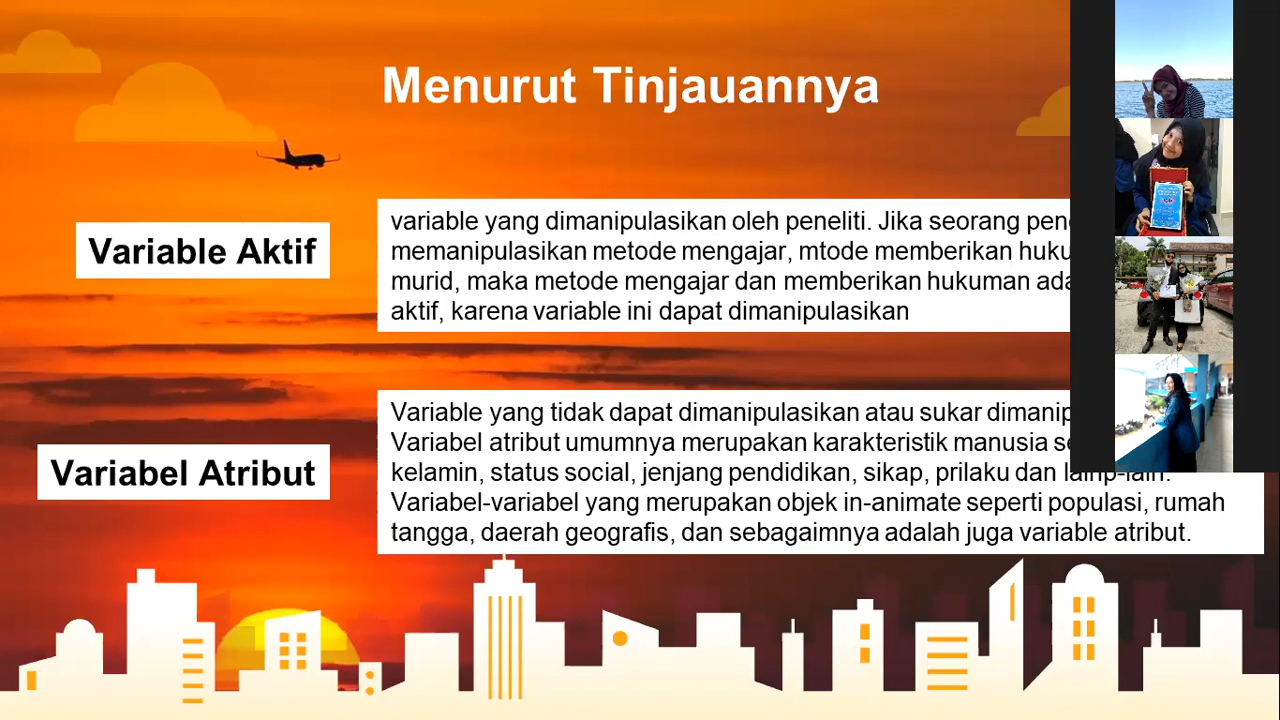 Menurut Tinjauannya
Variable Aktif
variable yang dimanipulasikan oleh peneliti. Jika seorang
memanipulasikan metode mengajar, mtode memberikan
murid, maka metode mengajar dan memberikan hukuman
aktif, karena variable ini dapat dimanipulasikan
Variabel Atribut
Variable yang tidak dapat dimanipulasikan atau sukar
Variabel atribut umumnya merupakan karakteristik manusia
kelamin, status social, jenjang pendidikan, sikap, prilaku dan
Variabel-variabel yang merupakan objek in-animate seperti populasi, rumah
tangga, daerah geografis, dan sebagaimnya adalah juga variable atribut.